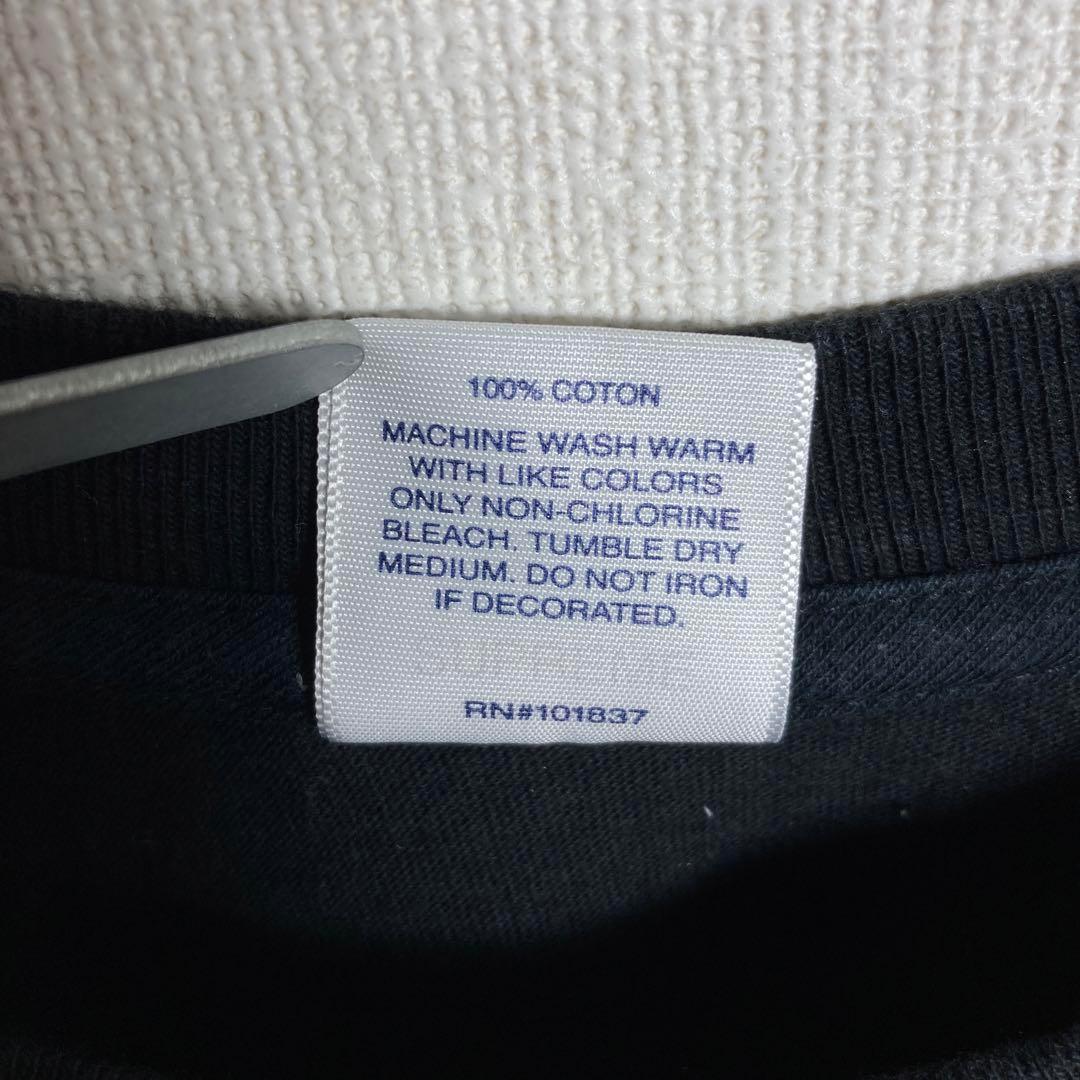 100% COTON
MACHINE WASH WARM
WITH LIKE COLORS
ONLY NON-CHLORINE
BLEACH. TUMBLE DRY
MEDIUM. DO NOT IRON
IF DECORATED.
RN#101837